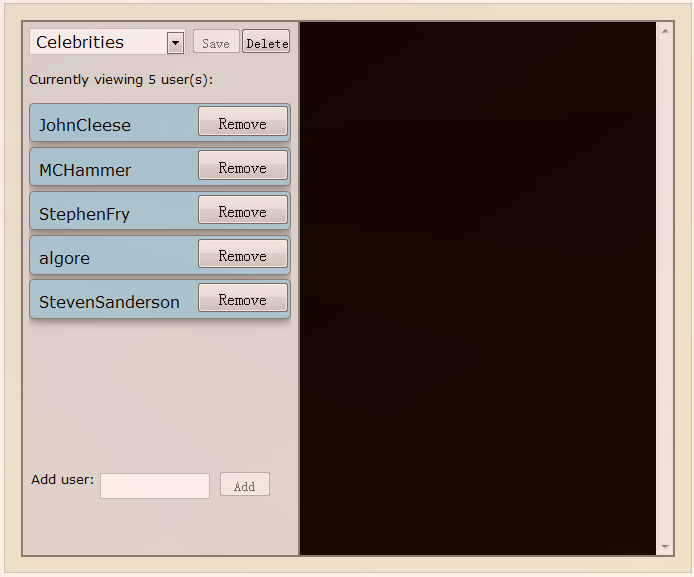 Celebrities Save Delete
Currently viewing 5 user(s):
JohnCleese Remove
MCHammer Remove
StephenFry Remove
algore Remove
StevenSanderson Remove
Add user: Add